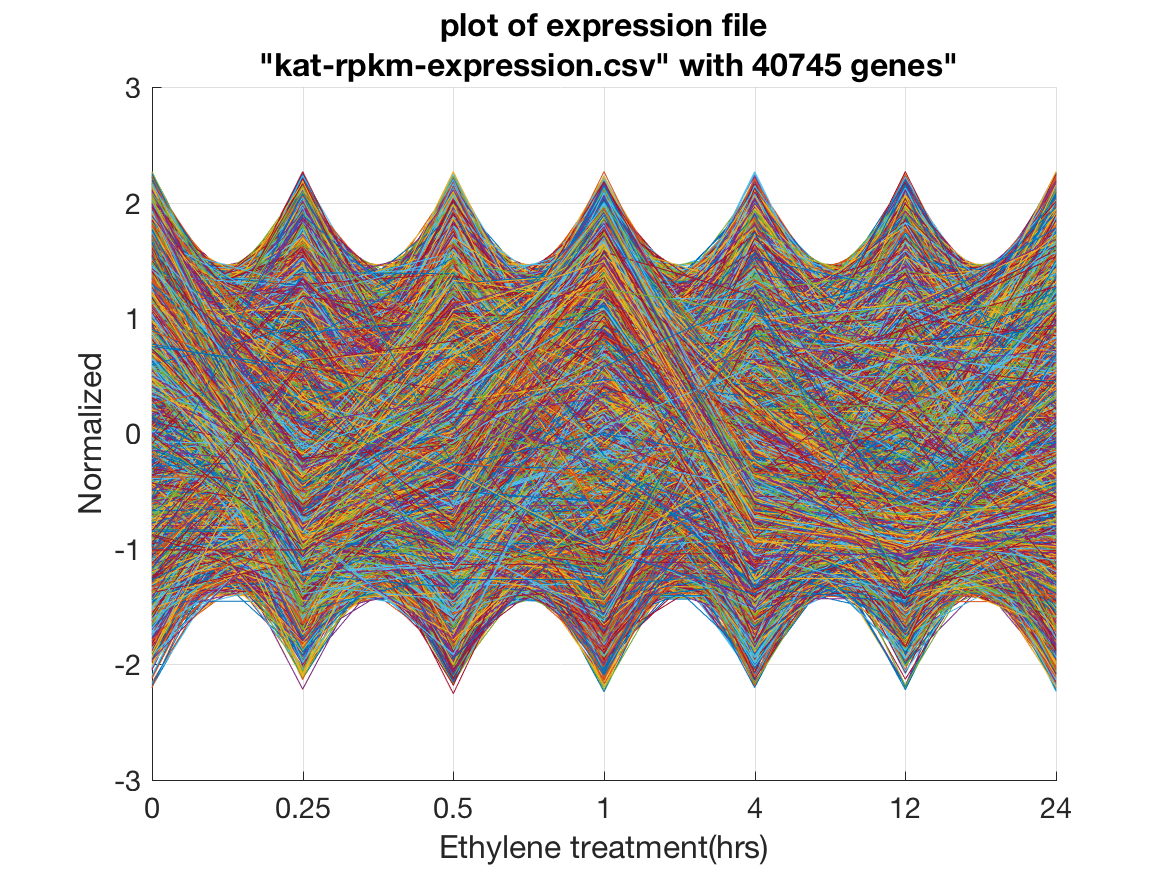 plot of expression file
"kat-rpkm-expression.csv" with 40745 genes"
3
2
1
0
-1
-2
-3
Normalized
0 0.25 0.5 1 4 12 24
Ethylene treatment(hrs)